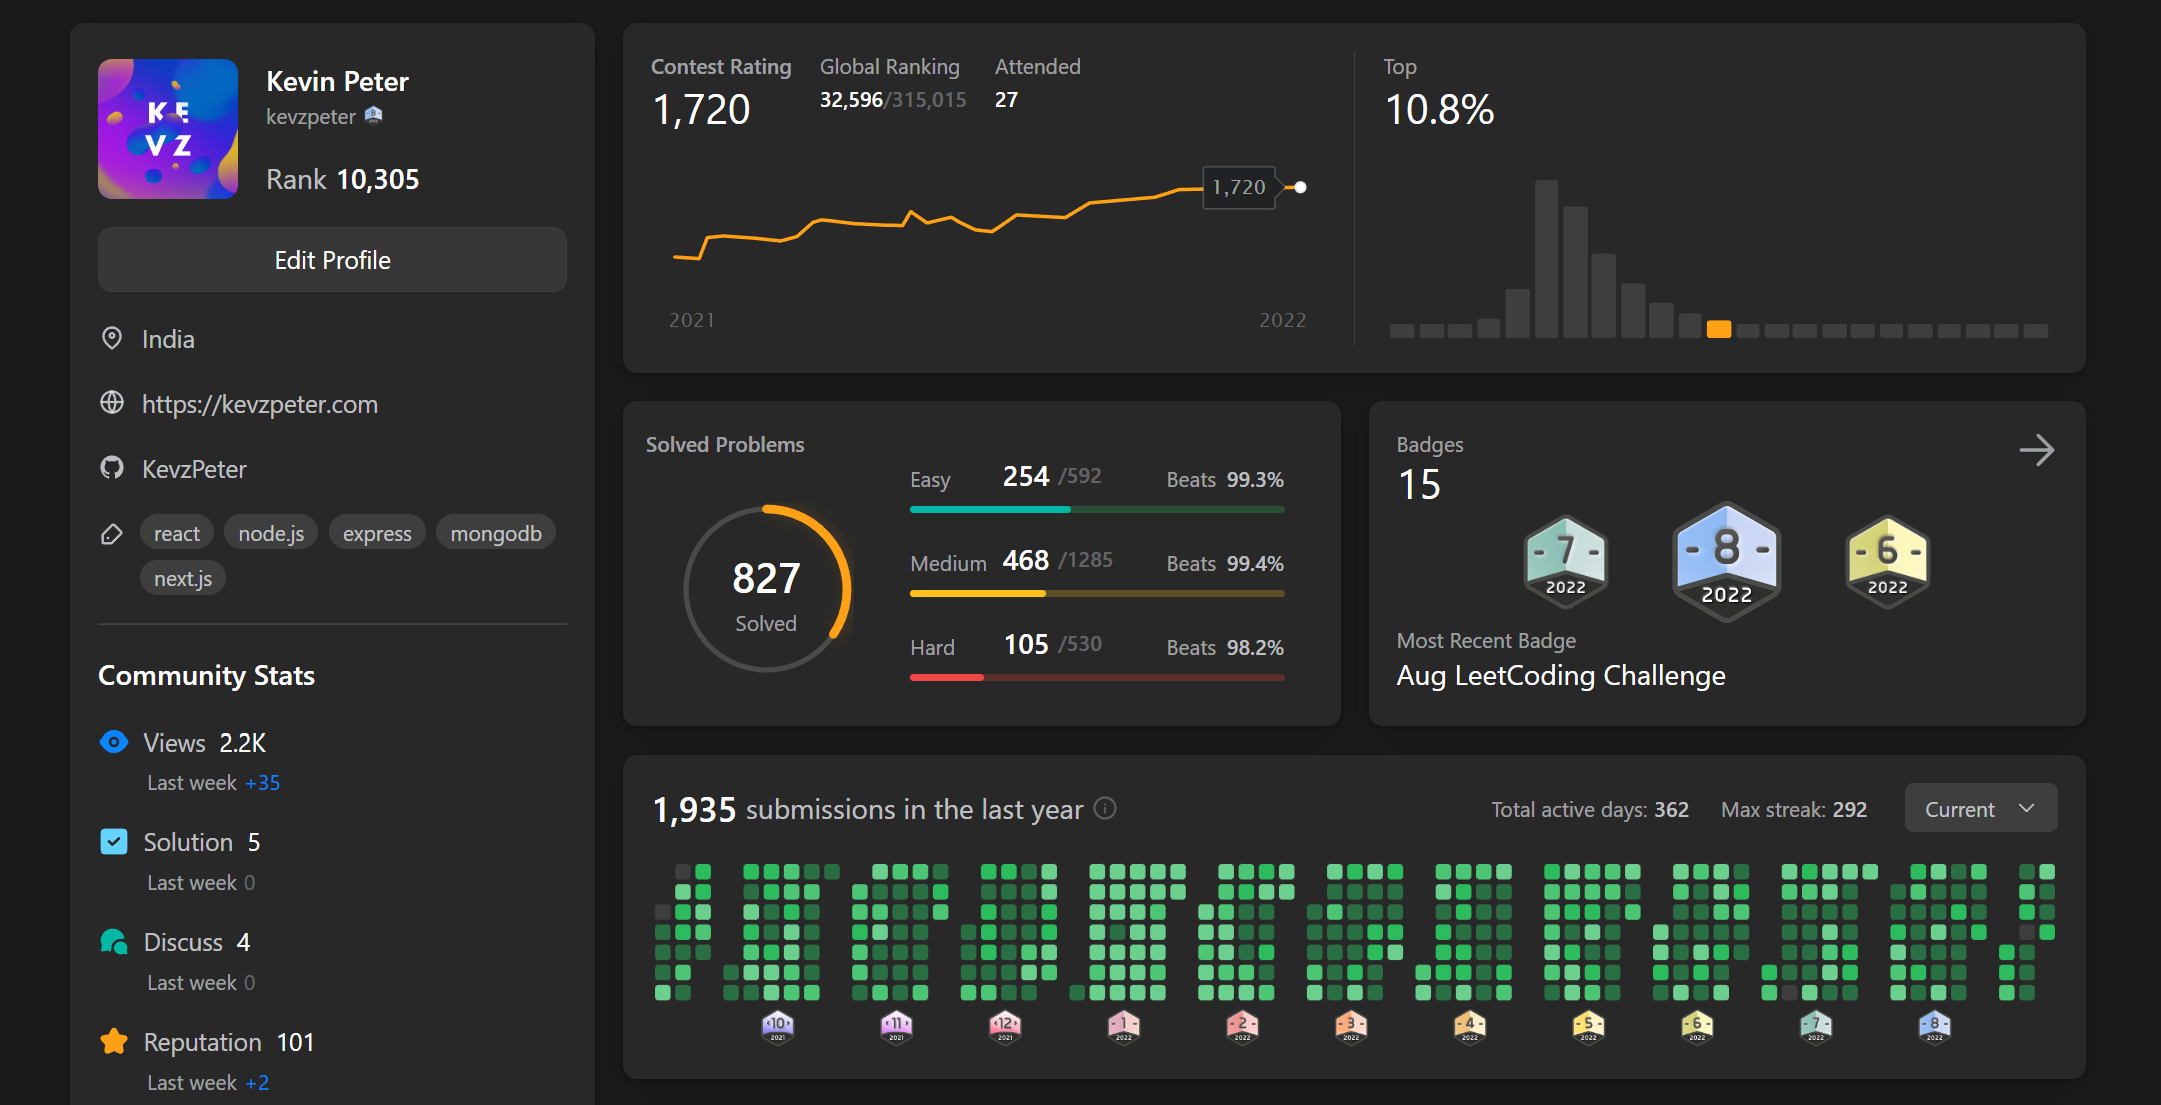 KE
VZ
Kevin Peter
kevzpeter
Rank 10,305
Edit Profile
India
https://kevzpeter.com
KevzPeter
react node.js express mongodb
next.js
Community Stats
Views 2.2K
Last week +35
Solution 5
Last week 0
Discuss 4
Last week 0
Reputation 101
Last week +2
Contest Rating Global Ranking Attended
1,720 32,596/315,015 27
1,720
2021 2022
Top
10.8%
Solved Problems
827
Solved
Easy 254 /592 Beats 99.3%
Medium 468 /1285 Beats 99.4%
Hard 105 /530 Beats 98.2%
Badges
15
- 7 -
2022
- 8 -
2022
- 6 -
2022
Most Recent Badge
Aug LeetCoding Challenge
1,935 submissions in the last year
Total active days: 362 Max streak: 292 Current
10 11 12 -1- -2- -3- -4- -5- -6- -7- -8-
2021 2021 2021 2022 2022 2022 2022 2022 2022 2022 2022